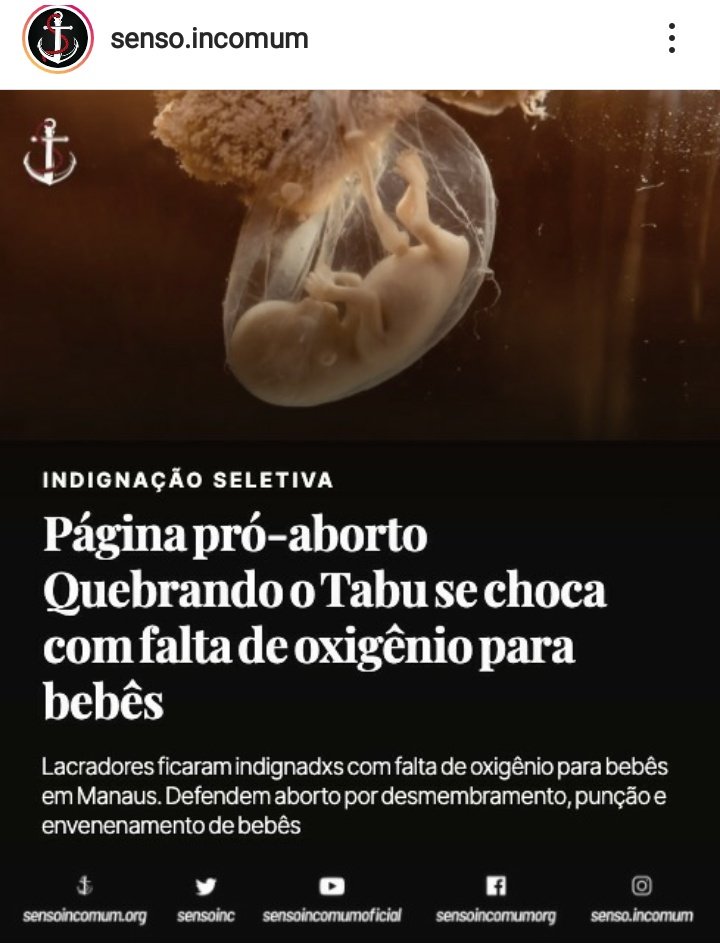 senso.incomum
INDIGNAÇÃO SELETIVA
Página pró-aborto
Quebrando o Tabu se choca
com falta de oxigênio para
bebês
Lacradores ficaram indignadxs com falta de oxigênio para bebês
em Manaus. Defendem aborto por desmembramento, punção e
envenenamento de bebês
sensoincomum.org sensoinc sensoincomumoficial sensoincomumorg senso.incomum